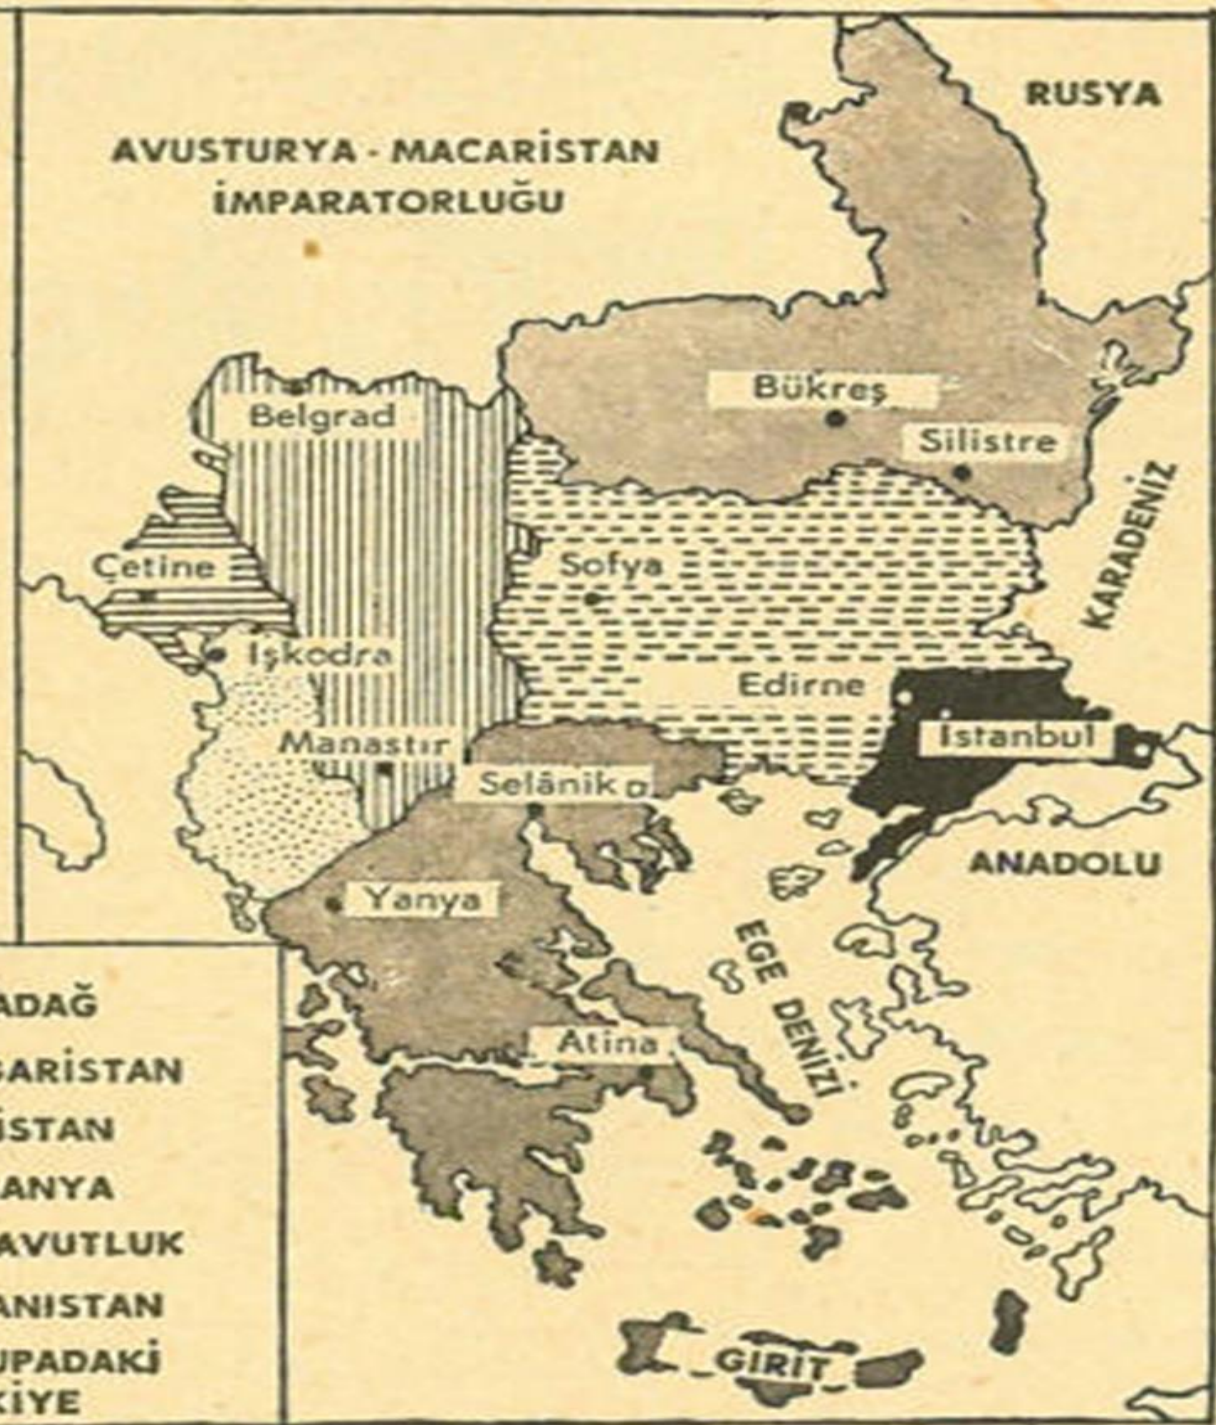 RUSYA
AVUSTURYA - MACARİSTAN
İMPARATORLUĞU
Bükreş
Belgrad
Silistre
KARADENİZ
Çetine
Sofya
İşkodra
Edirne
Manastır
İstanbul
Selânik
ANADOLU
Yanya
EGE DENİZİ
Atina
GİRİT
ADAĞ
GARİSTAN
İSTAN
ANYA
AVUTLUK
ANISTAN
UPADAKİ
KİYE